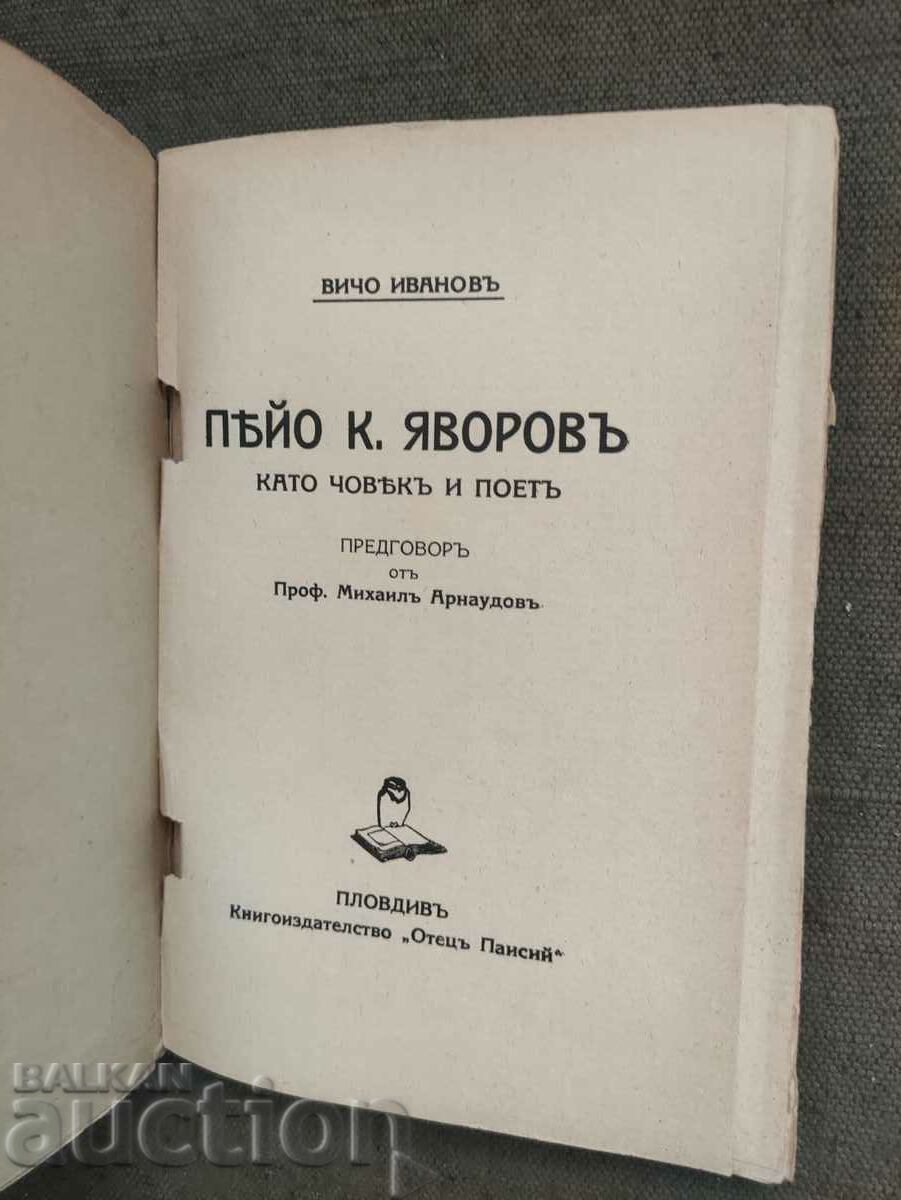 ВИЧО ИВАНОВЪ
ПѢЙО К. ЯВОРОВЪ
КАТО ЧОВѢКЪ И ПОЕТЪ
ПРЕДГОВОРЪ
отъ
Проф. Михаилъ Арнаудовъ
ПЛОВДИВЪ
Книгоиздателство „Отецъ Паисий“
BALKAN
auction